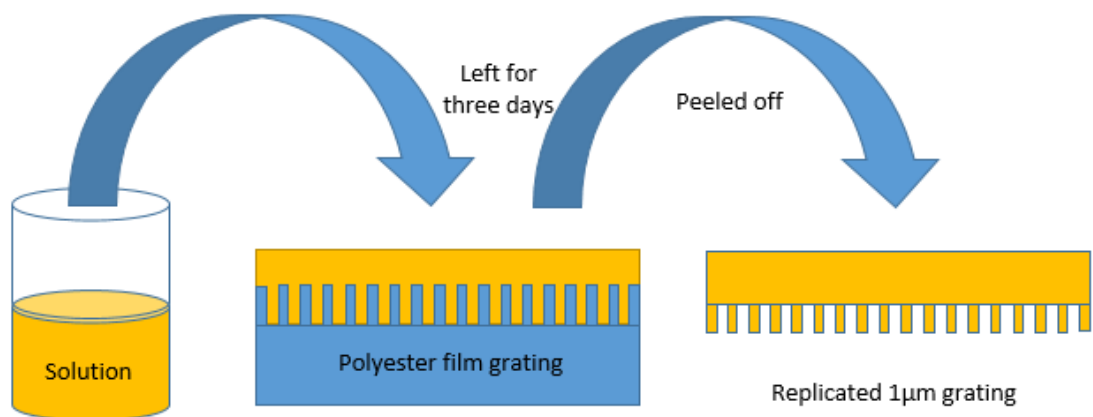 Left for
three days
Peeled off
Solution
Polyester film grating
Replicated 1µm grating